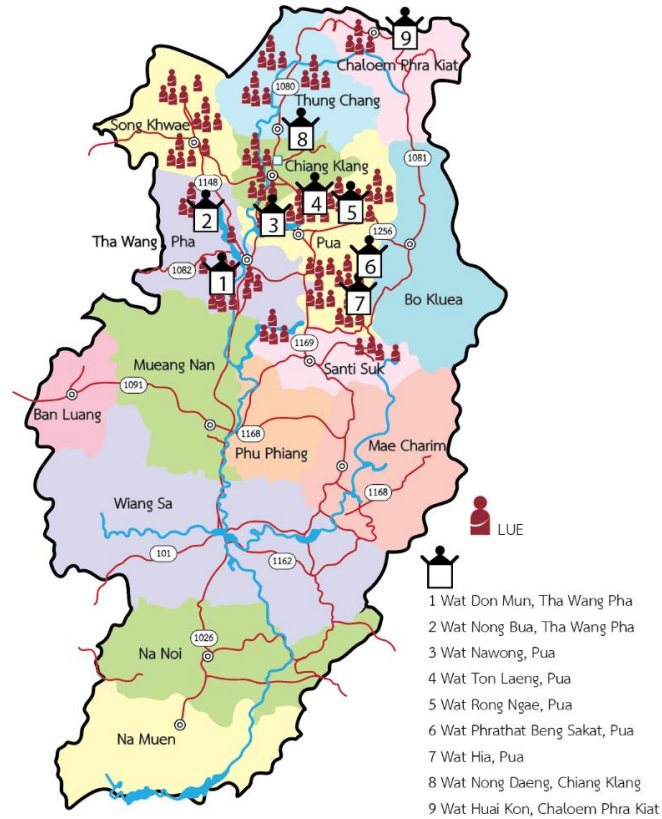 9
Chaloem Phra Kiat
1080
Thung Chang
Song Khwae
8
1081
Chiang Klang
1148
4
5
2
3
Tha Wang Pha
Pua
1256
6
1082
1
Bo Kluea
7
1169
Mueang Nan
Santi Suk
1091
Ban Luang
1168
Phu Phiang
Mae Charim
Wiang Sa
1168
LUE
101
1162
1 Wat Don Mun, Tha Wang Pha
2 Wat Nong Bua, Tha Wang Pha
1026
Na Noi
3 Wat Nawong, Pua
4 Wat Ton Laeng, Pua
5 Wat Rong Ngae, Pua
6 Wat Phrathat Beng Sakat, Pua
Na Muen
7 Wat Hia, Pua
8 Wat Nong Daeng, Chiang Klang
9 Wat Huai Kon, Chaloem Phra Kiat